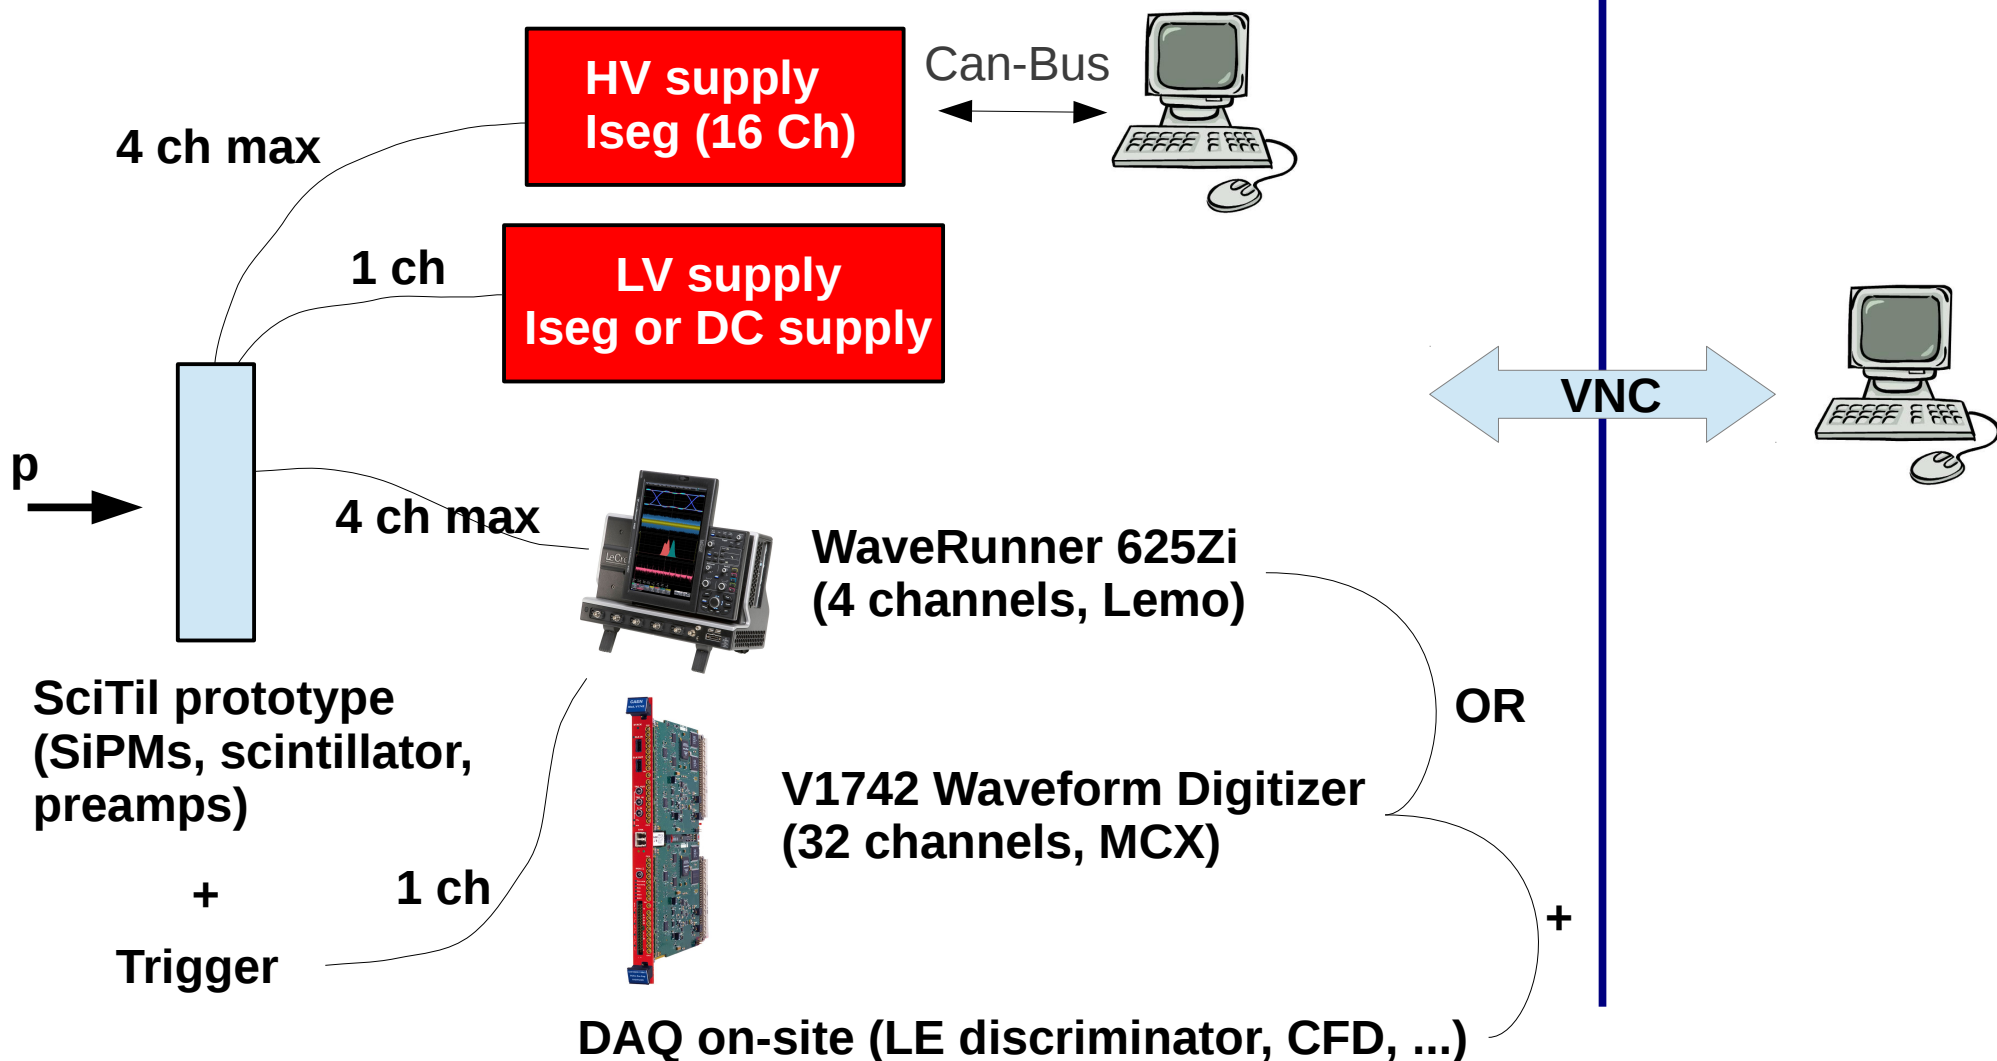 HV supply
Iseg (16 Ch)
Can-Bus
4 ch max
1 ch
LV supply
Iseg or DC supply
VNC
p
4 ch max
WaveRunner 625Zi
(4 channels, Lemo)
SciTil prototype
(SiPMs, scintillator,
preamps)
OR
V1742 Waveform Digitizer
(32 channels, MCX)
+
1 ch
+
Trigger
DAQ on-site (LE discriminator, CFD, ...)